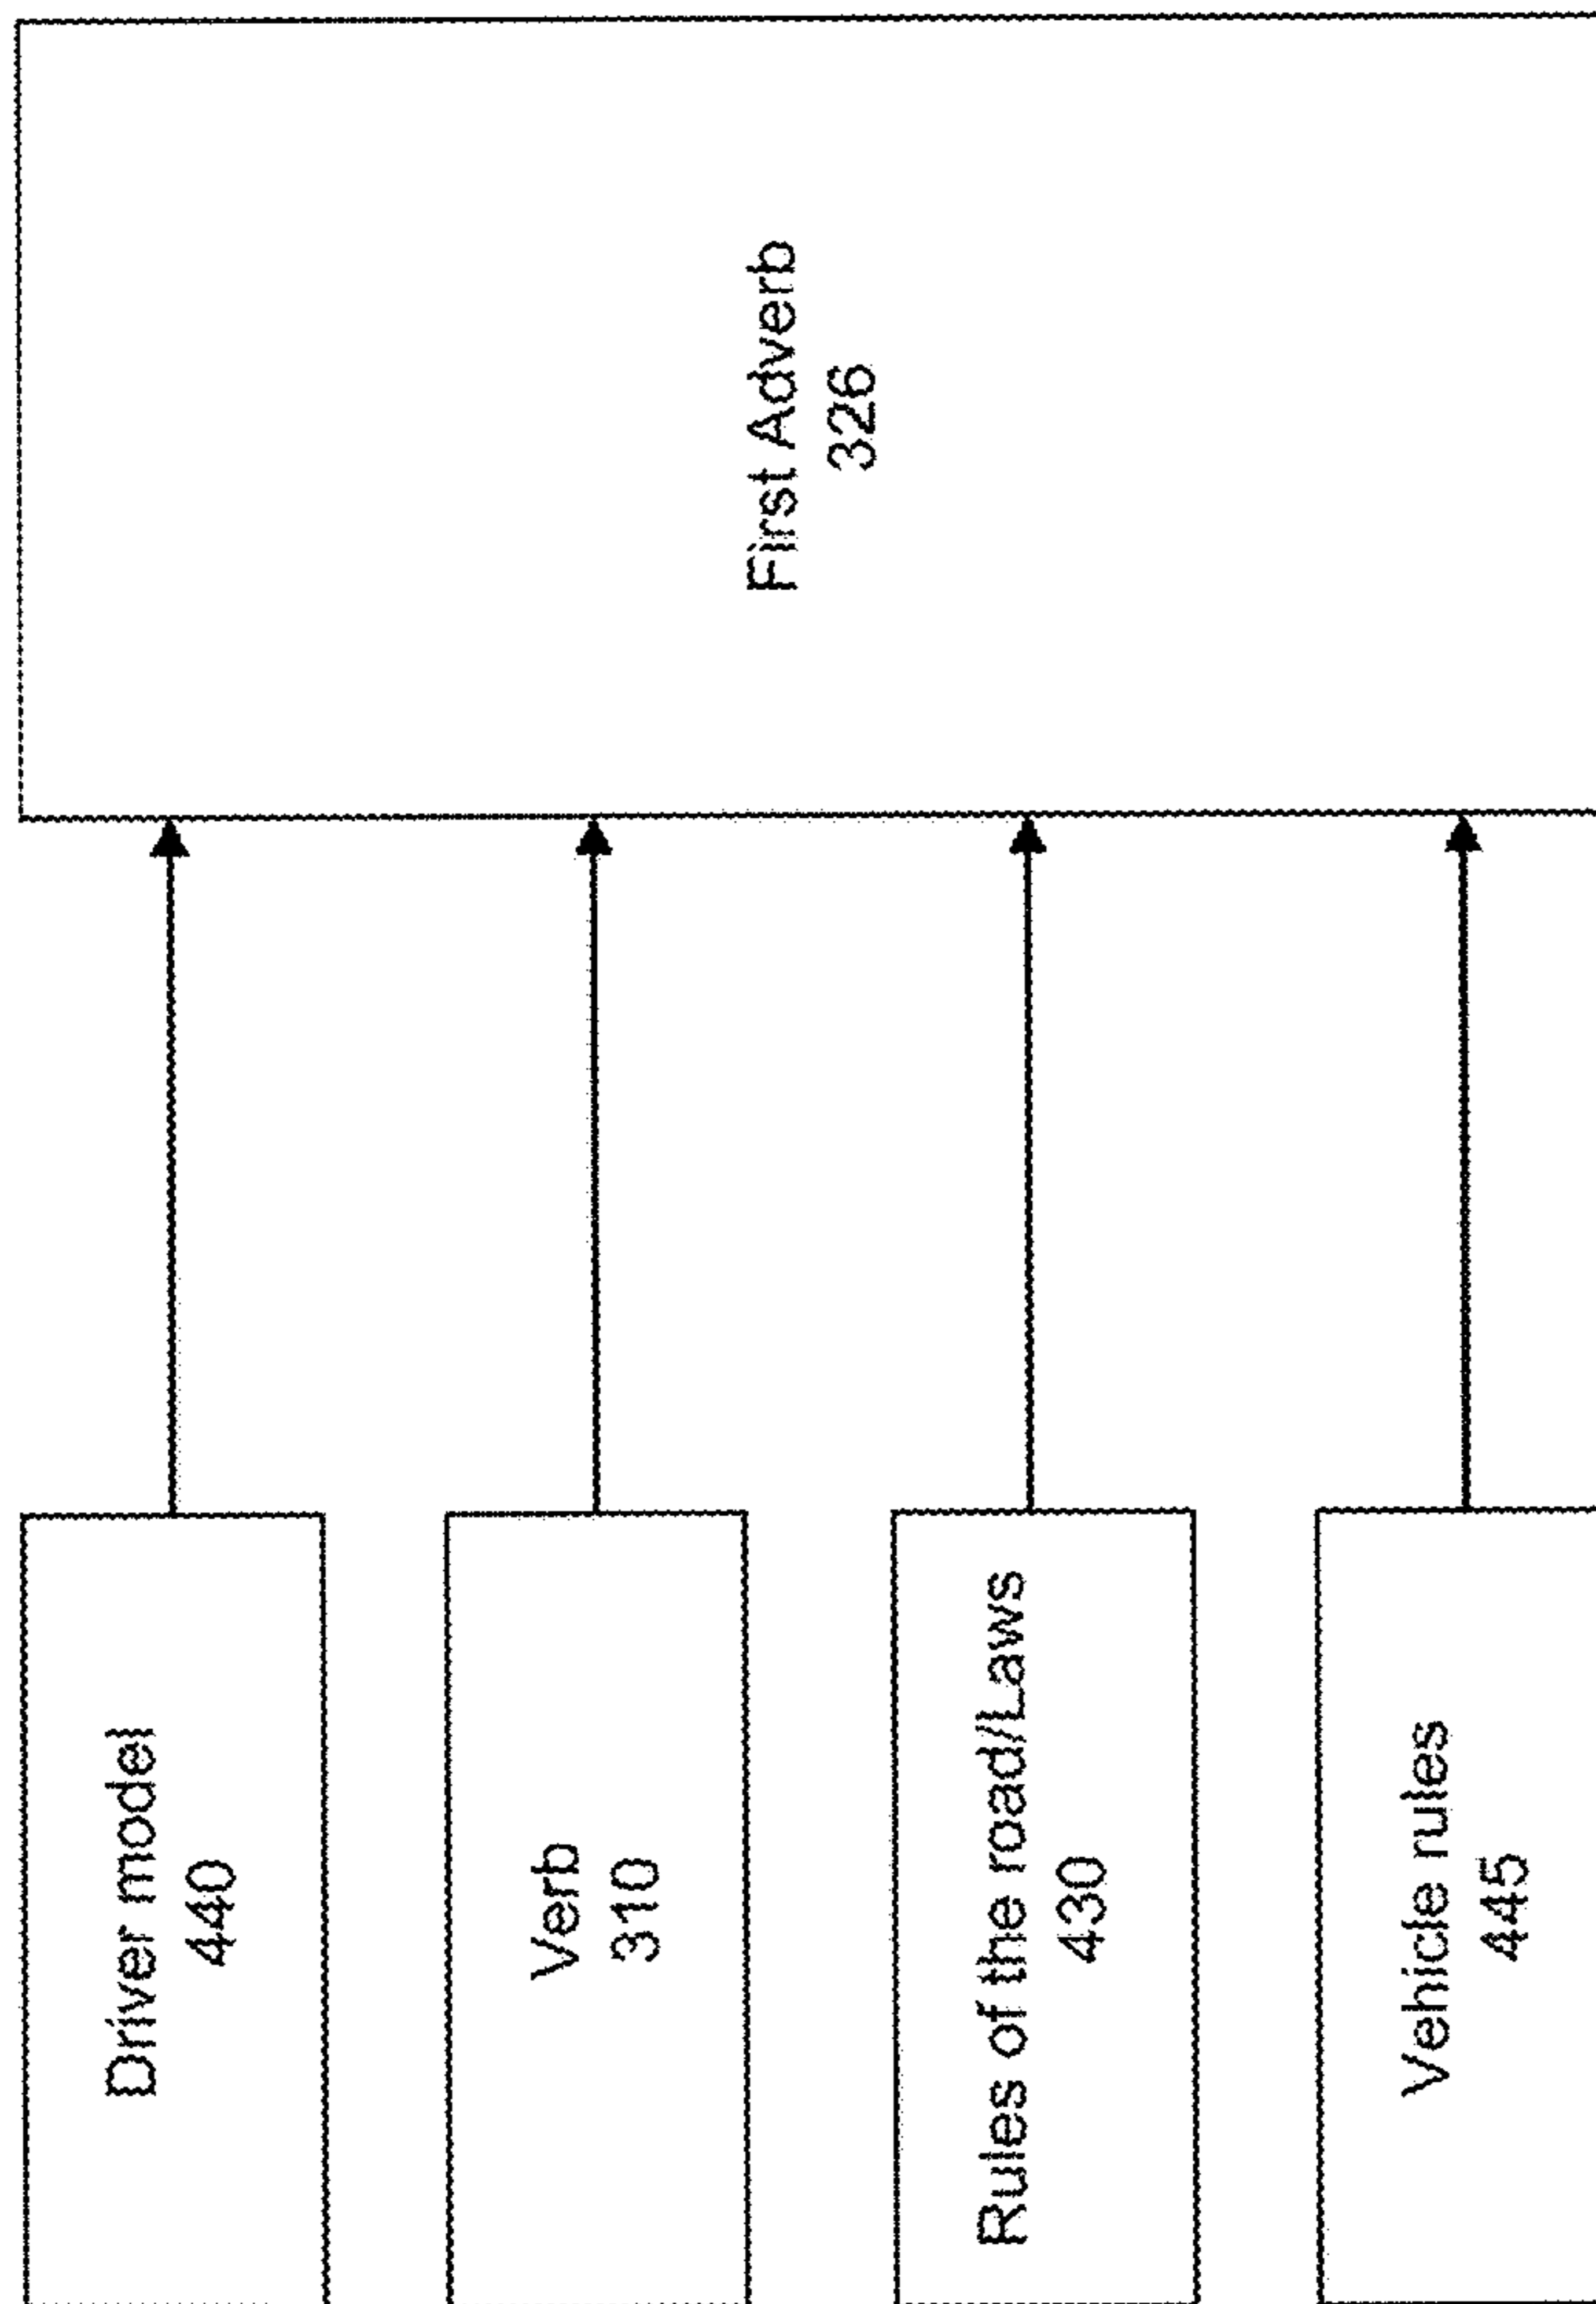 Driver model
440
Verb
310
Rules of the road/Laws
430
Vehicle rules
445
First Adverb
326